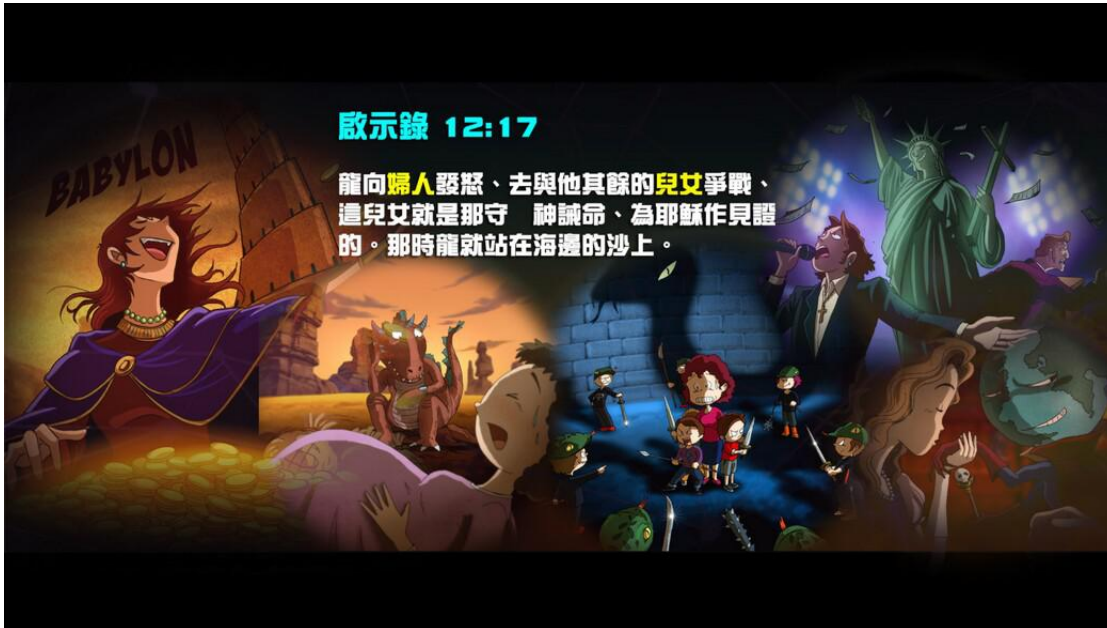 BABYLON
啟示錄 12:17
龍向婦人發怒、去與他其餘的兒女爭戰、
這兒女就是那守　神誡命、為耶穌作見證
的。那時龍就站在海邊的沙上。